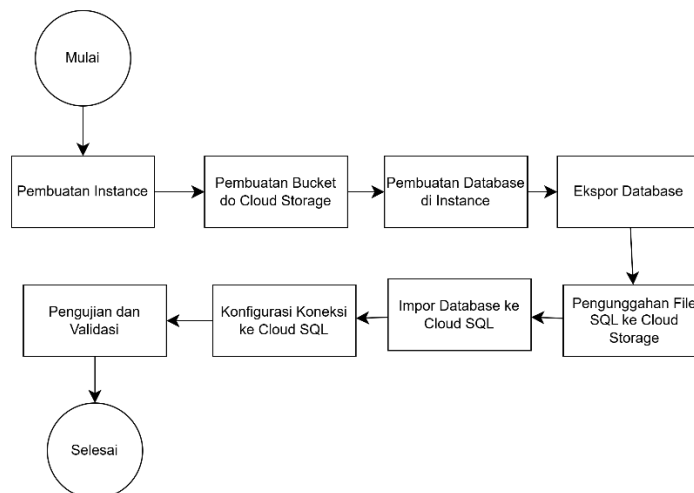 Mulai
Pembuatan Instance
Pembuatan Bucket
do Cloud Storage
Pembuatan Database
di Instance
Ekspor Database
Pengunggahan File
SQL ke Cloud
Storage
Impor Database ke
Cloud SQL
Konfigurasi Koneksi
ke Cloud SQL
Pengujian dan
Validasi
Selesai